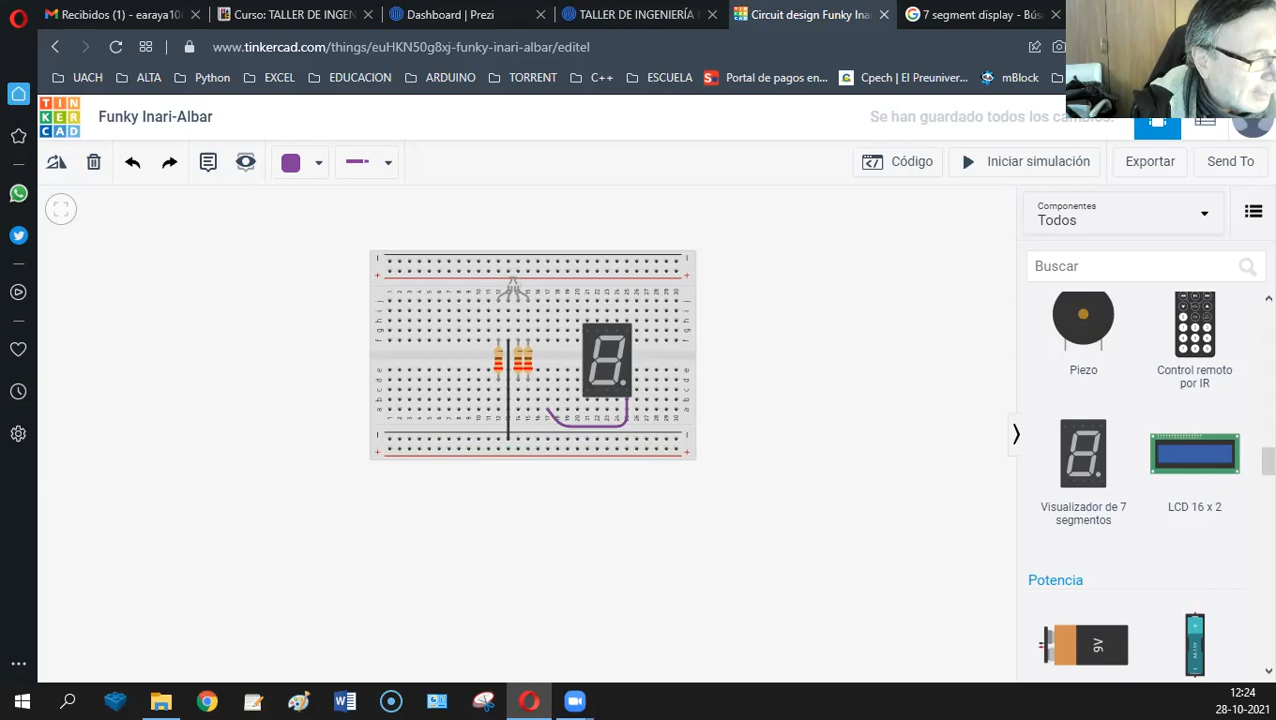 Recibidos (1) - earaya108
Curso: TALLER DE INGEN
Dashboard | Prezi
TALLER DE INGENIERÍA
Circuit design Funky Ina
7 segment display - Bús
www.tinkercad.com/things/euHKN50g8xj-funky-inari-albar/editel
UACH
ALTA
Python
EXCEL
EDUCACION
ARDUINO
TORRENT
C++
ESCUELA
Portal de pagos en...
Cpech | El Preuniver...
mBlock
TIN
KER
CAD
Funky Inari-Albar
Se han guardado todos los cambios.
Código
Iniciar simulación
Exportar
Send To
Componentes
Todos
Buscar
Piezo
Control remoto
por IR
Visualizador de 7
segmentos
LCD 16 x 2
Potencia
9V
12:24
28-10-2021